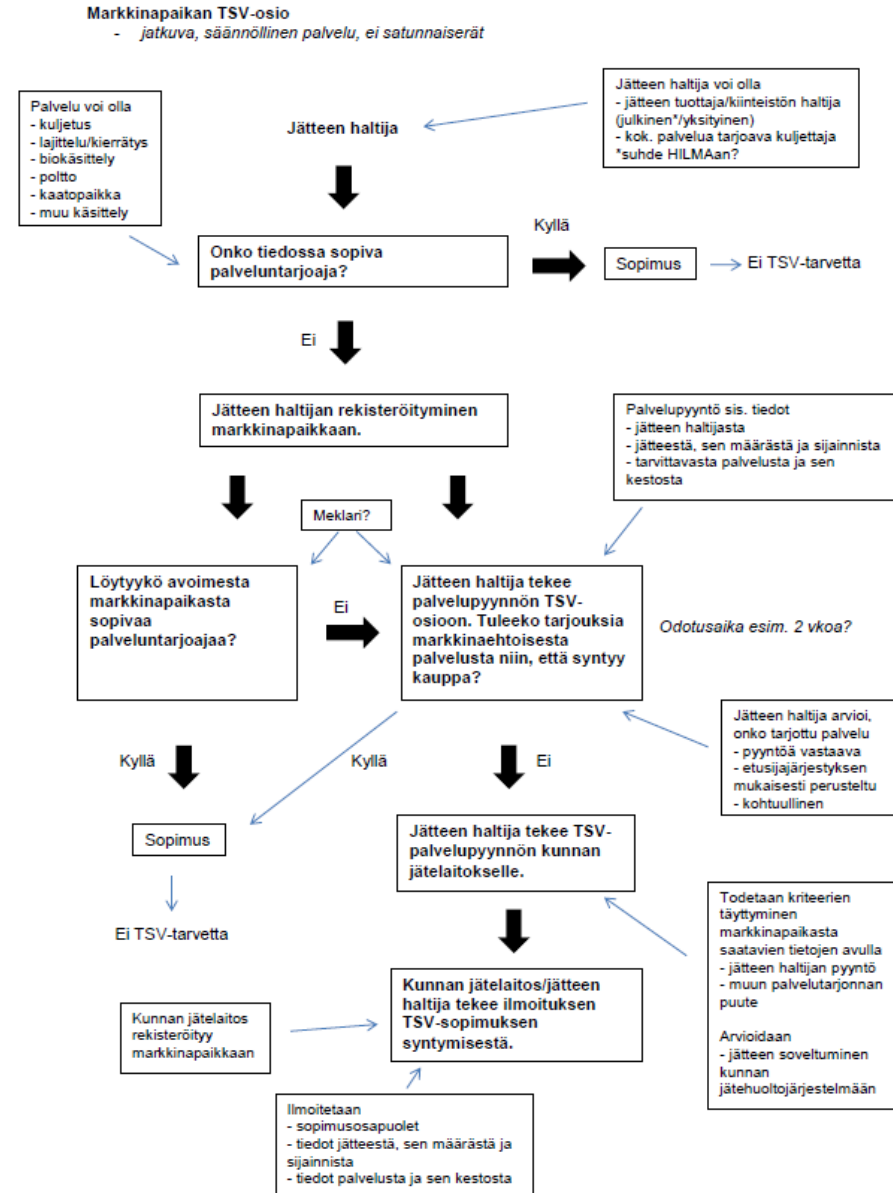 Markkinapaikan TSV-osio
- jatkuva, säännöllinen palvelu, ei satunnaiserät
Jätteen haltija voi olla
- jätteen tuottaja/kiinteistön haltija
(julkinen*/yksityinen)
- kok. palvelua tarjoava kuljettaja
*suhde HILMAan?
Palvelu voi olla
- kuljetus
- lajittelu/kierrätys
- biokäsittely
- poltto
- kaatopaikka
- muu käsittely
Jätteen haltija
Onko tiedossa sopiva
palveluntarjoaja?
Kyllä
Sopimus
Ei TSV-tarvetta
Ei
Jätteen haltijan rekisteröityminen
markkinapaikkaan.
Palvelupyyntö sis. tiedot
- jätteen haltijasta
- jätteestä, sen määrästä ja sijainnista
- tarvittavasta palvelusta ja sen
kestosta
Meklari?
Löytyykö avoimesta
markkinapaikasta
sopivaa
palveluntarjoajaa?
Ei
Jätteen haltija tekee
palvelupyynnön TSV-
osioon. Tuleeko tarjouksia
markkinaehtoisesta
palvelusta niin, että syntyy
kauppa?
Odotusaika esim. 2 vkoa?
Jätteen haltija arvioi,
onko tarjottu palvelu
- pyyntöä vastaava
- etusijajärjestyksen
mukaisesti perusteltu
- kohtuullinen
Kyllä
Kyllä
Ei
Sopimus
Ei TSV-tarvetta
Jätteen haltija tekee TSV-
palvelupyynnön kunnan
jätelaitokselle.
Todetaan kriteerien
täyttyminen
markkinapaikasta
saatavien tietojen avulla
- jätteen haltijan pyyntö
- muun palvelutarjonnan
puute
Arvioidaan
- jätteen soveltuminen
kunnan
jätehuoltojärjestelmään
Kunnan jätelaitos/jätteen
haltija tekee ilmoituksen
TSV-sopimuksen
syntymisestä.
Kunnan jätelaitos
rekisteröityy
markkinapaikkaan
Ilmoitetaan
- sopimusosapuolet
- tiedot jätteestä, sen määrästä ja
sijainnista
- tiedot palvelusta ja sen kestosta